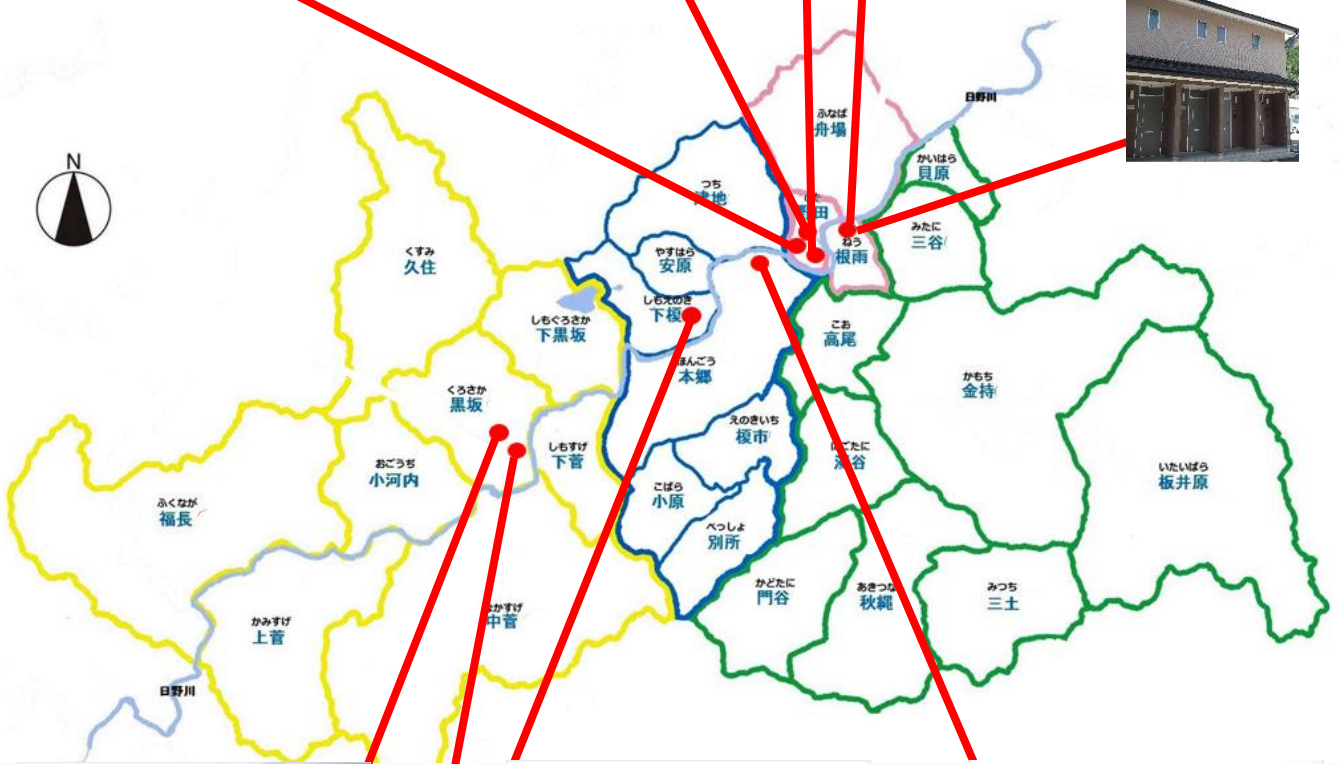 N
日野川
ふなば
舟場
かいはら
貝原
つち
津地
田
みたに
三谷
ねう
根雨
くすみ
久住
やすはら
安原
しもえのき
下榎
しもぐろさか
下黒坂
こお
高尾
ほんごう
本郷
かもち
金持
くろさか
黒坂
えのきいち
榎市
しもすげ
下菅
谷
おごうち
小河内
いたいばら
板井原
こばら
小原
ふくなが
福長
べっしょ
別所
かどたに
門谷
あきつな
秋縄
みつち
三土
なかすげ
中菅
かみすげ
上菅
日野川